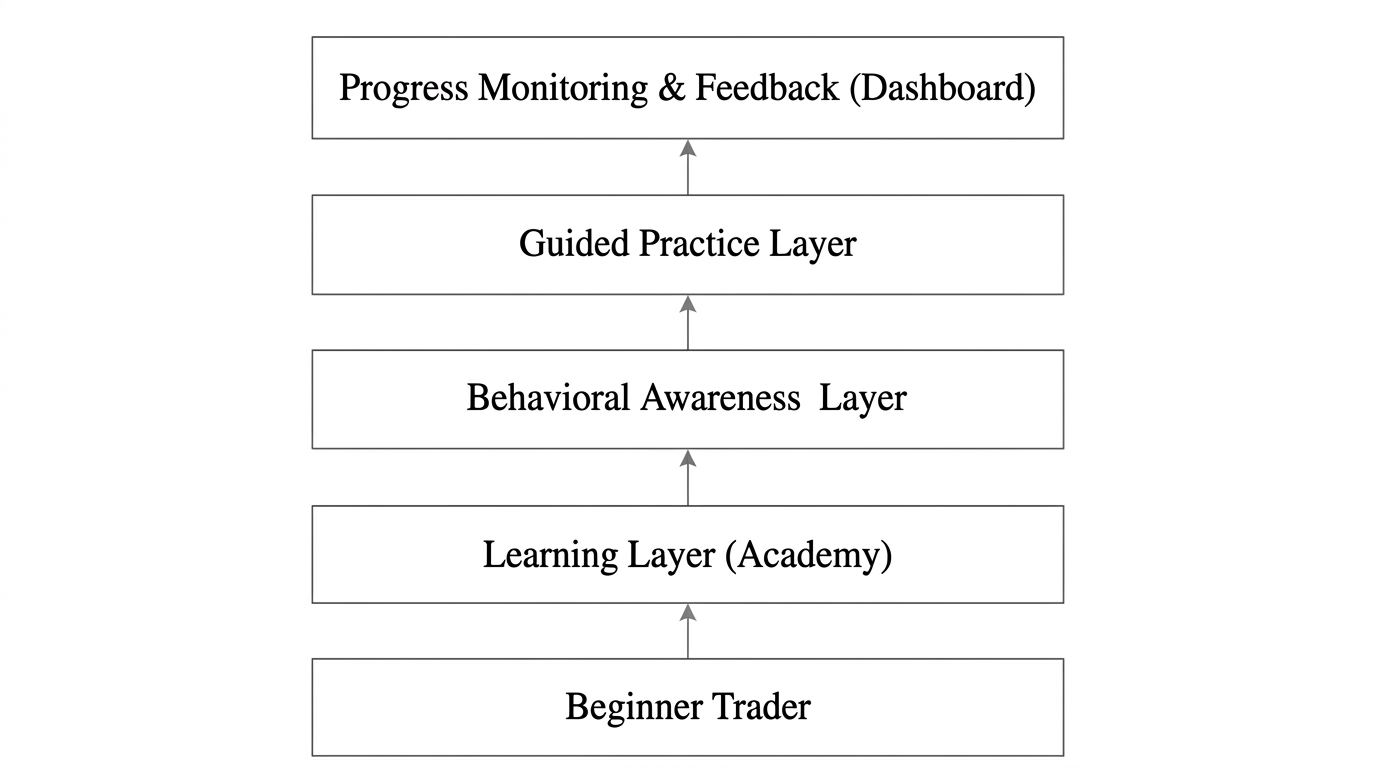 Progress Monitoring & Feedback (Dashboard)
Guided Practice Layer
Behavioral Awareness  Layer
Learning Layer (Academy)
Beginner Trader